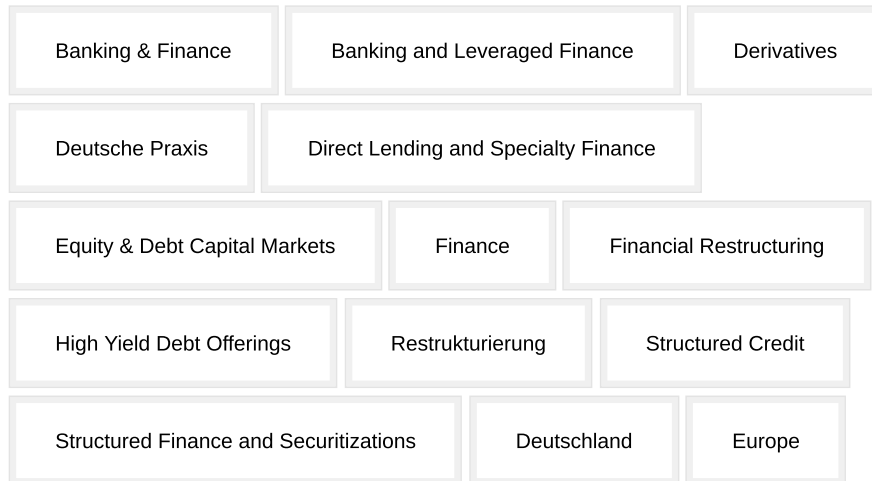 Banking & Finance Banking and Leveraged Finance Derivatives
Deutsche Praxis Direct Lending and Specialty Finance
Equity & Debt Capital Markets Finance Financial Restructuring
High Yield Debt Offerings Restrukturierung Structured Credit
Structured Finance and Securitizations Deutschland Europe